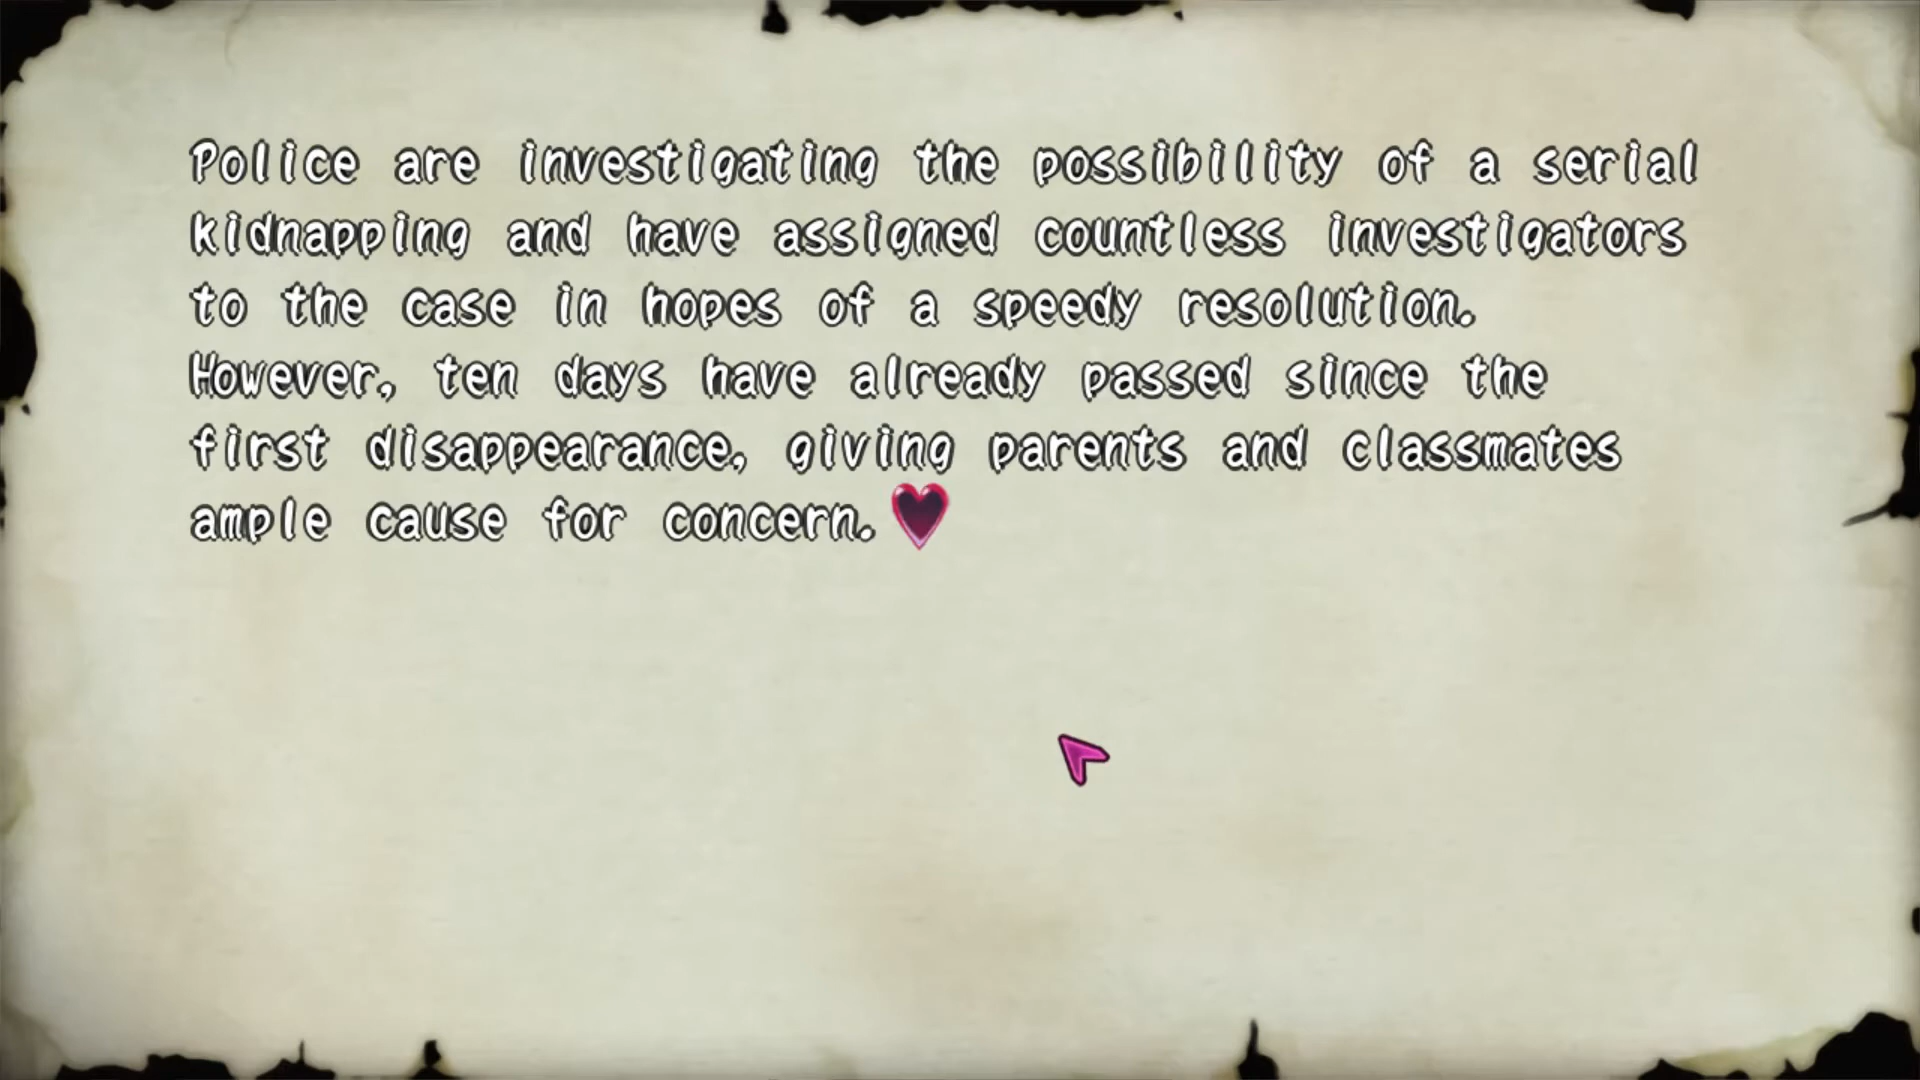 Police are investigating the possibility of a serial
kidnapping and have assigned countless investigators
to the case in hopes of a speedy resolution.
However, ten days have already passed since the
first disappearance, giving parents and classmates
ample cause for concern.